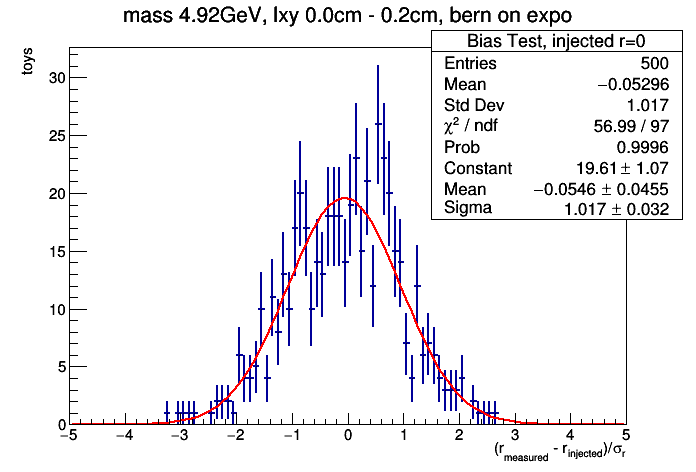 mass 4.92GeV, lxy 0.0cm - 0.2cm, bern on expo
toys
Bias Test, injected r=0
Entries 500
Mean −0.05296
Std Dev 1.017
χ² / ndf 56.99 / 97
Prob 0.9996
Constant 19.61 ± 1.07
Mean −0.0546 ± 0.0455
Sigma 1.017 ± 0.032
30
25
20
15
10
5
0
−5 −4 −3 −2 −1 0 1 2 3 4 5
(r_measured - r_injected)/σ_r